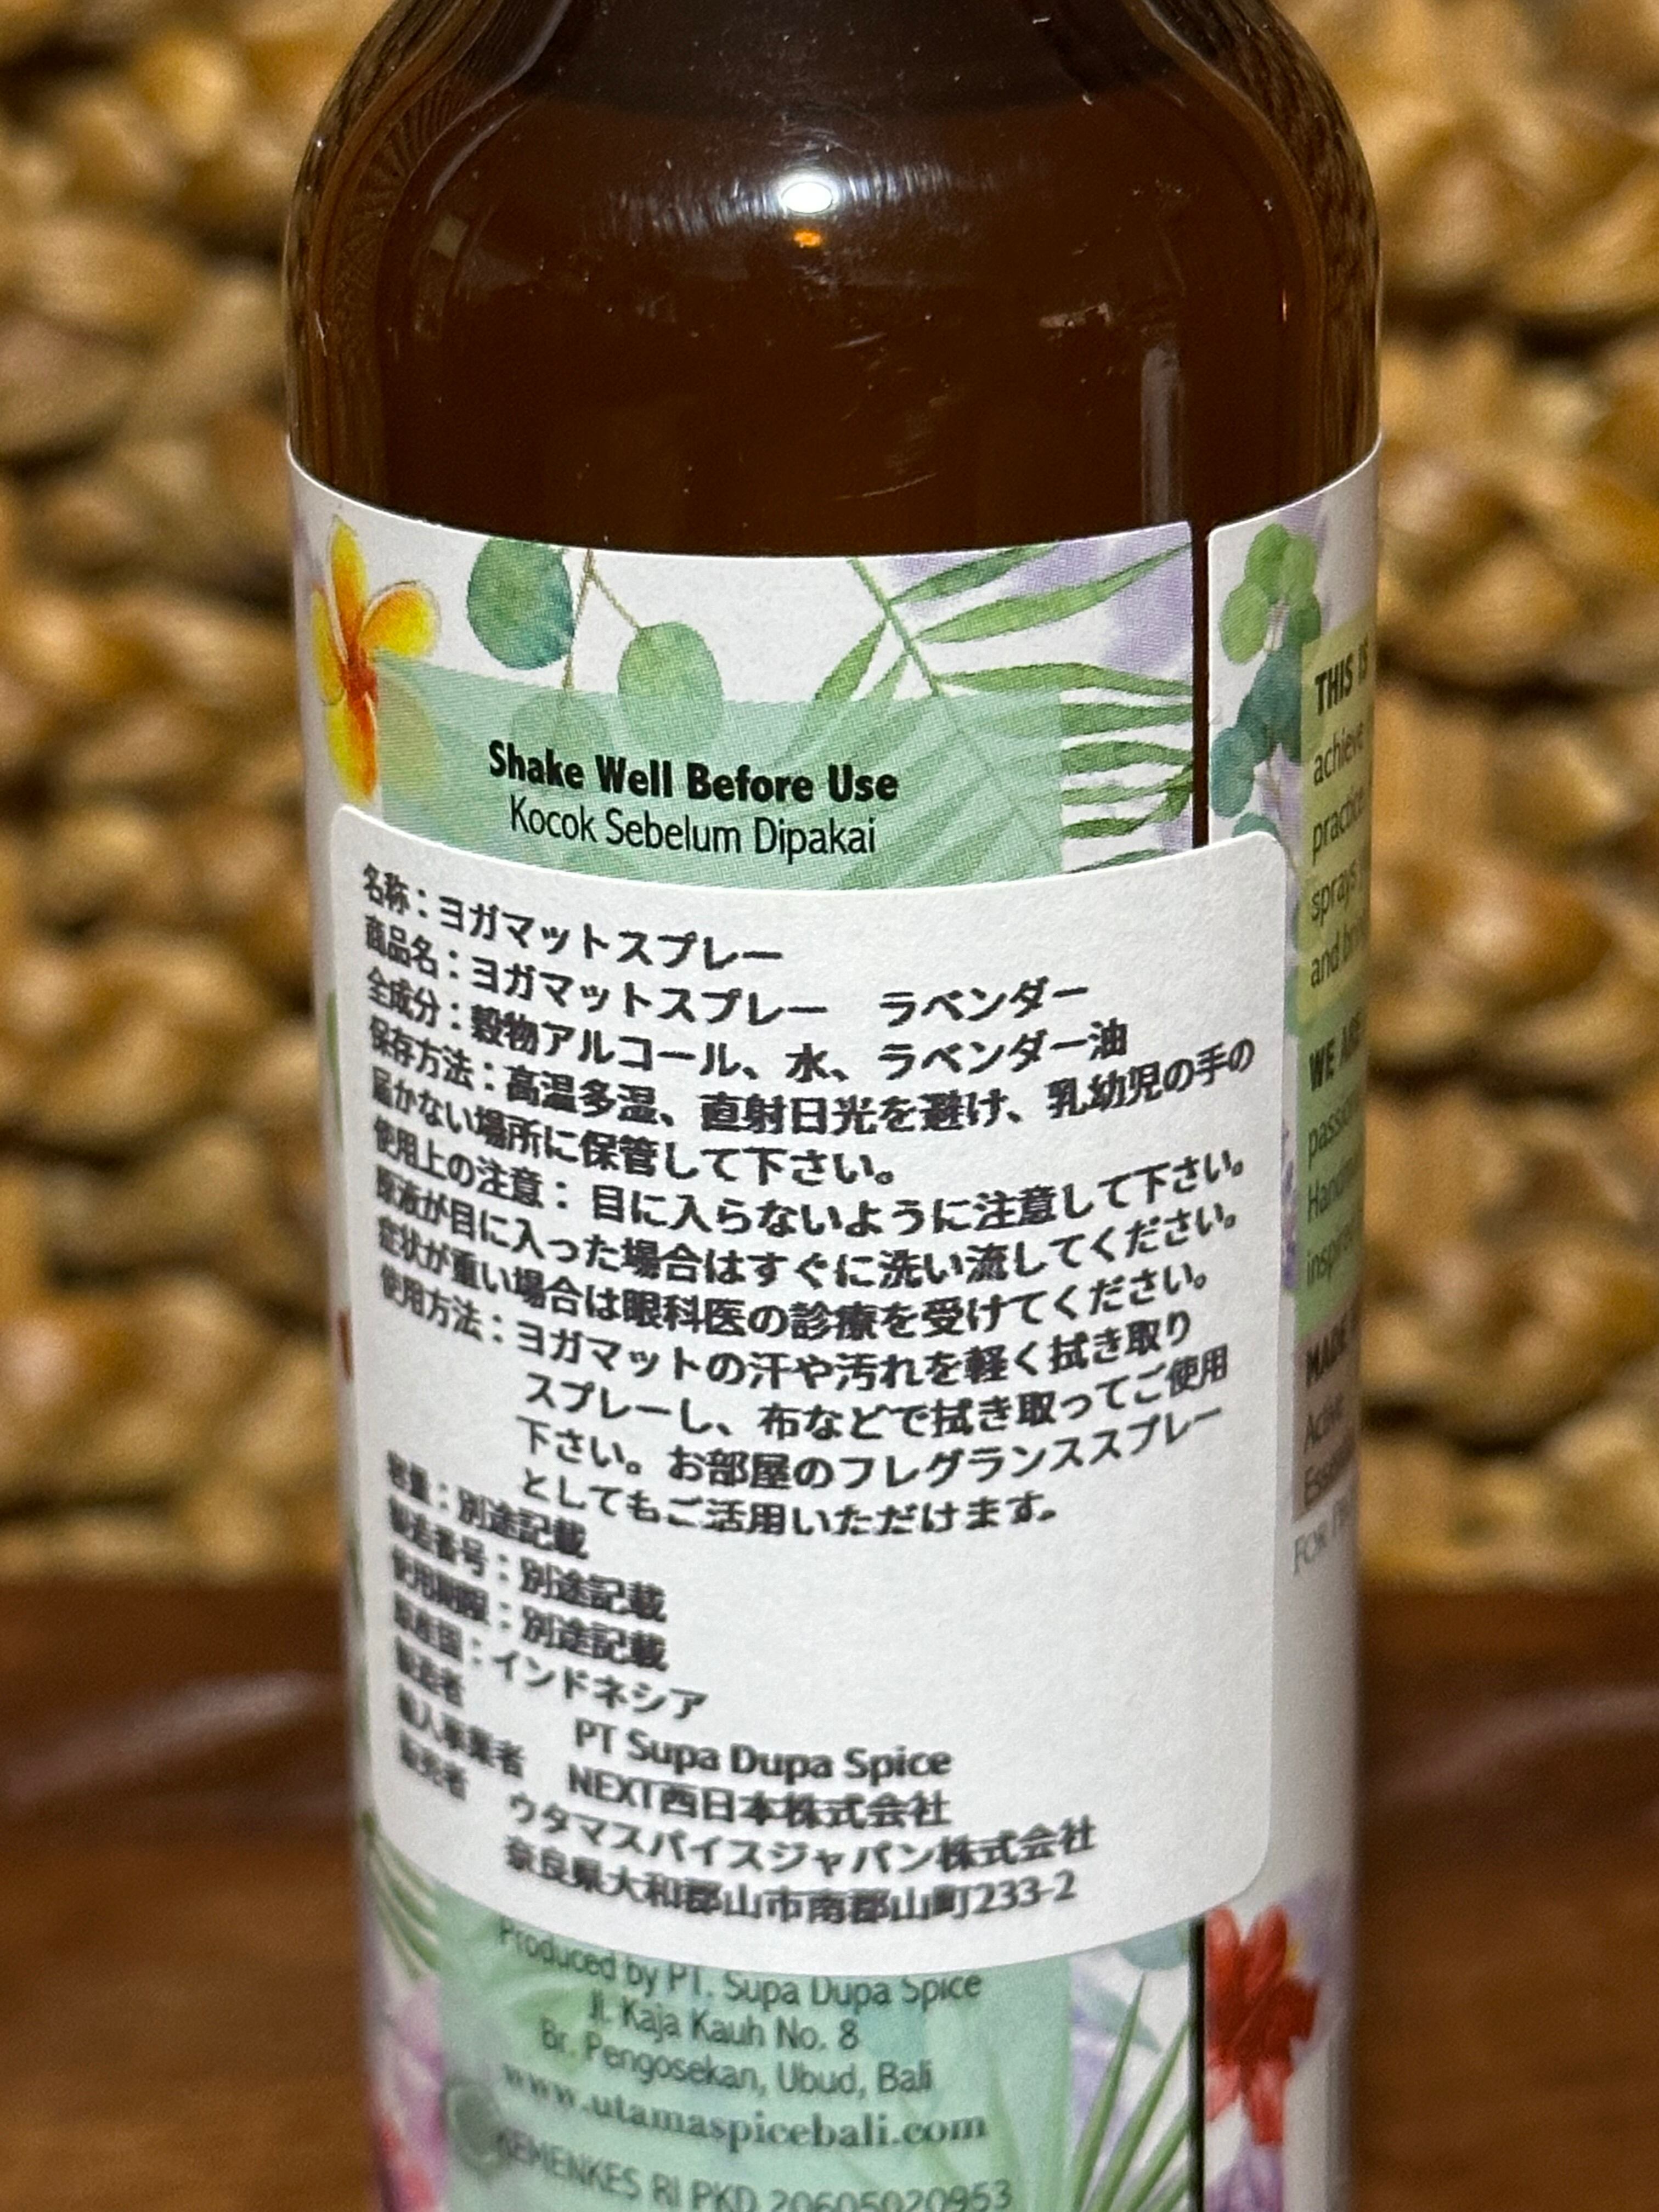 Shake Well Before Use
Kocok Sebelum Dipakai
名称：ヨガマットスプレー
商品名：ヨガマットスプレー　ラベンダー
全成分：穀物アルコール、水、ラベンダー油
保存方法：高温多湿、直射日光を避け、乳幼児の手の
届かない場所に保管して下さい。
使用上の注意： 目に入らないように注意して下さい。
原液が目に入った場合はすぐに洗い流してください。
症状が重い場合は眼科医の診療を受けてください。
使用方法：ヨガマットの汗や汚れを軽く拭き取り
スプレーし、布などで拭き取ってご使用
下さい。お部屋のフレグランススプレー
としてもご活用いただけます。
容量：別途記載
製造番号：別途記載
使用期限：別途記載
原産国：インドネシア
製造者　PT Supa Dupa Spice
輸入事業者　NEXT西日本株式会社
販売者　ウタマスパイスジャパン株式会社
奈良県大和郡山市南郡山町233-2
Produced by PT. Supa Dupa Spice
Jl. Kaja Kauh No. 8
Br. Pengosekan, Ubud, Bali
www.utamaspicebali.com
KEMENKES RI PKD 20605020953
THIS IS
achieve
practice
sprays
and
WE ARE
MADE